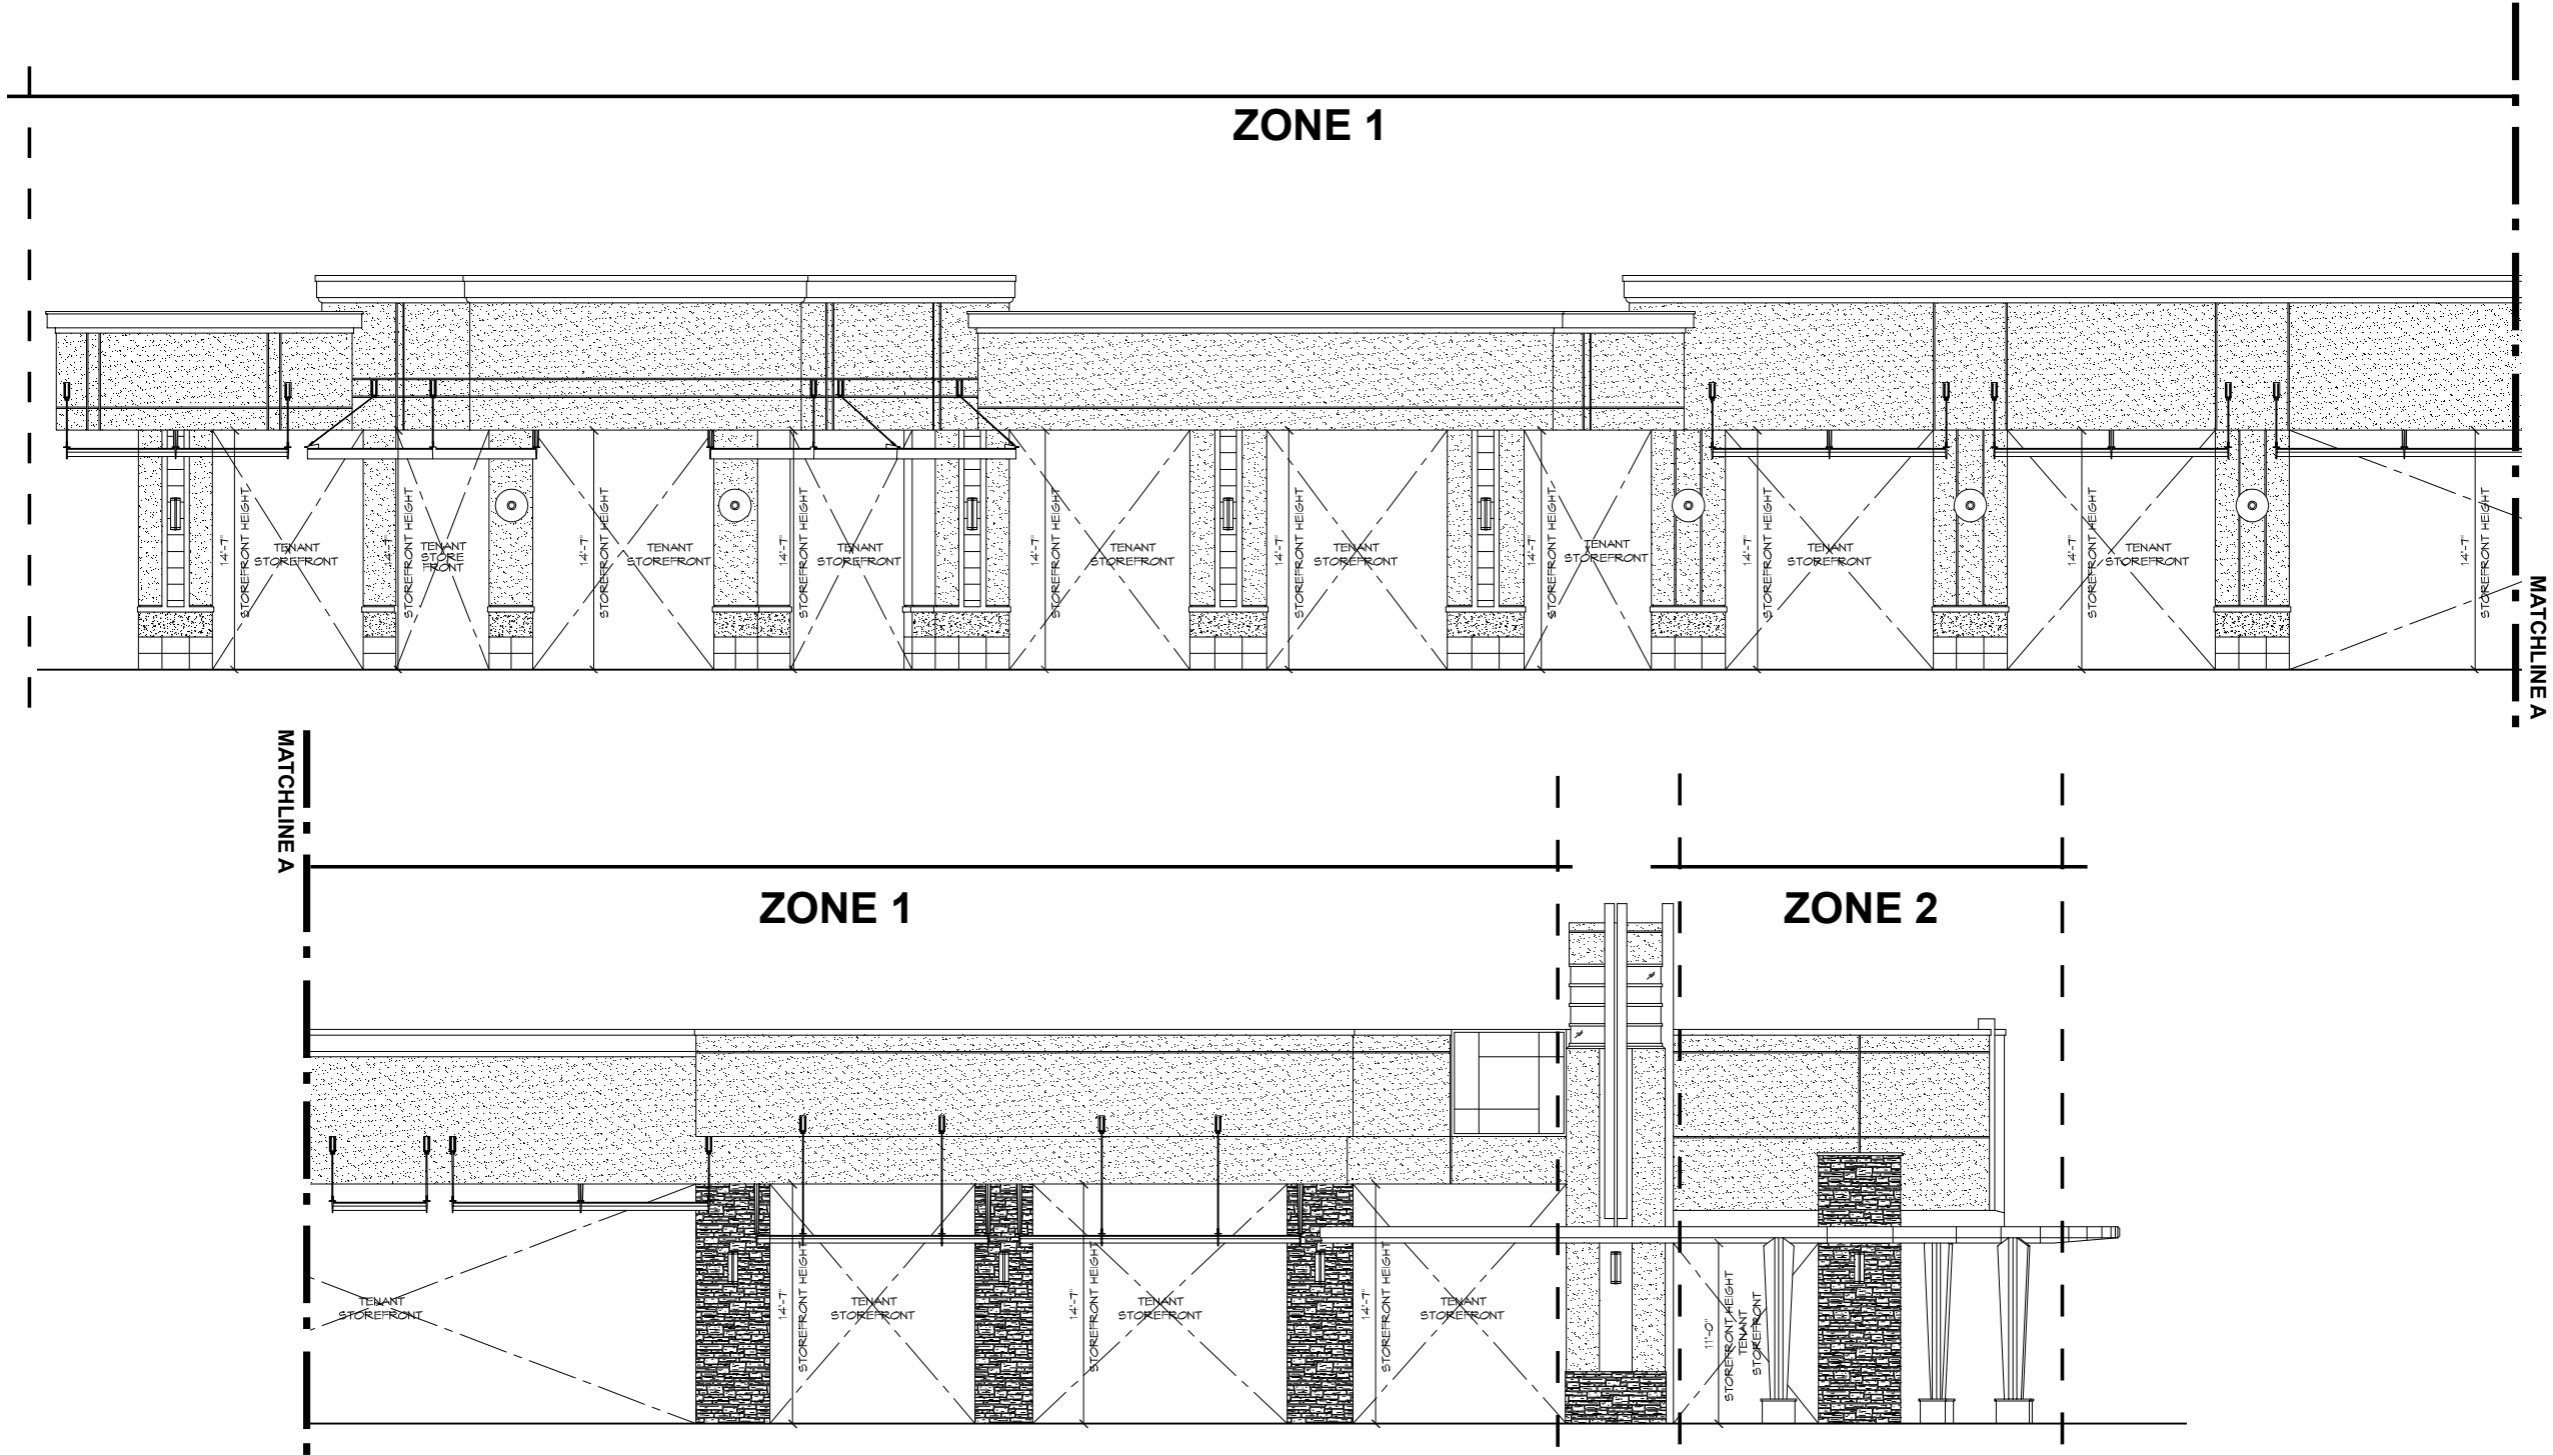 ZONE 1
14'-7"
STOREFRONT HEIGHT
TENANT
STOREFRONT
14'-7"
STOREFRONT HEIGHT
TENANT
STORE
FRONT
14'-7"
STOREFRONT HEIGHT
TENANT
STOREFRONT
14'-7"
STOREFRONT HEIGHT
TENANT
STOREFRONT
14'-7"
STOREFRONT HEIGHT
TENANT
STOREFRONT
14'-7"
STOREFRONT HEIGHT
TENANT
STOREFRONT
14'-7"
STOREFRONT HEIGHT
TENANT
STOREFRONT
14'-7"
STOREFRONT HEIGHT
TENANT
STOREFRONT
14'-7"
STOREFRONT HEIGHT
TENANT
STOREFRONT
14'-7"
STOREFRONT HEIGHT
MATCHLINE A
MATCHLINE A
ZONE 1
ZONE 2
TENANT
STOREFRONT
14'-7"
STOREFRONT HEIGHT
TENANT
STOREFRONT
14'-7"
STOREFRONT HEIGHT
TENANT
STOREFRONT
14'-7"
STOREFRONT HEIGHT
TENANT
STOREFRONT
11'-0"
STOREFRONT HEIGHT
TENANT
STOREFRONT